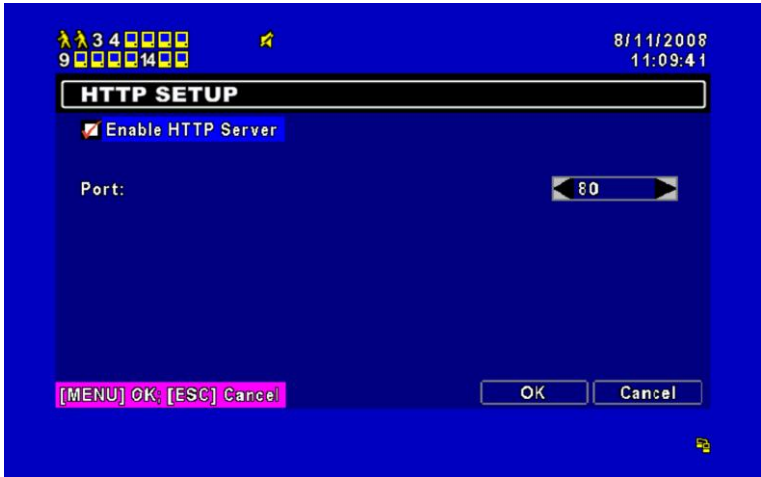 3 4
8/11/2008
9 14
11:09:41
HTTP SETUP
Enable HTTP Server
Port: 80
[MENU] OK; [ESC] Cancel
OK Cancel